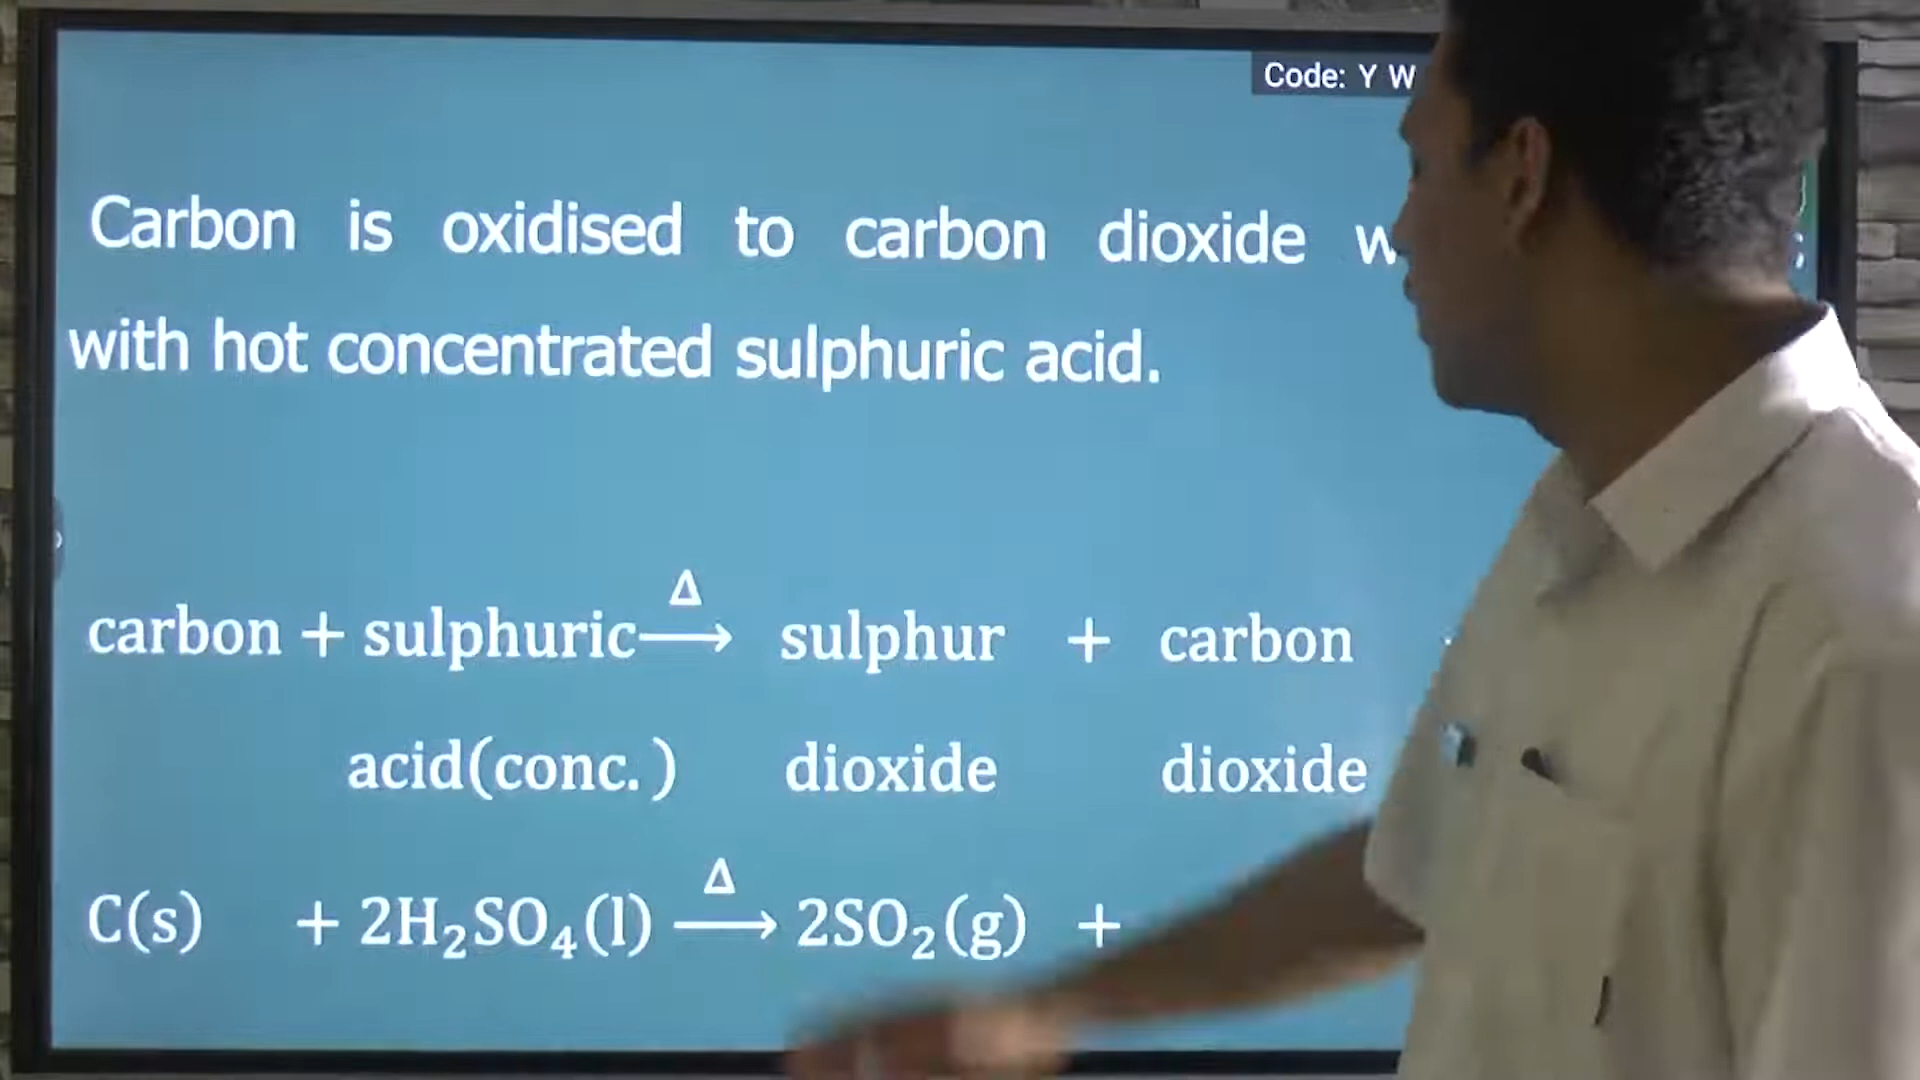 Code: Y W
Carbon is oxidised to carbon dioxide
with hot concentrated sulphuric acid.
Δ
carbon + sulphuric ⟶ sulphur + carbon
acid(conc. ) dioxide dioxide
Δ
C(s) + 2H₂SO₄(l) ⟶ 2SO₂(g) +